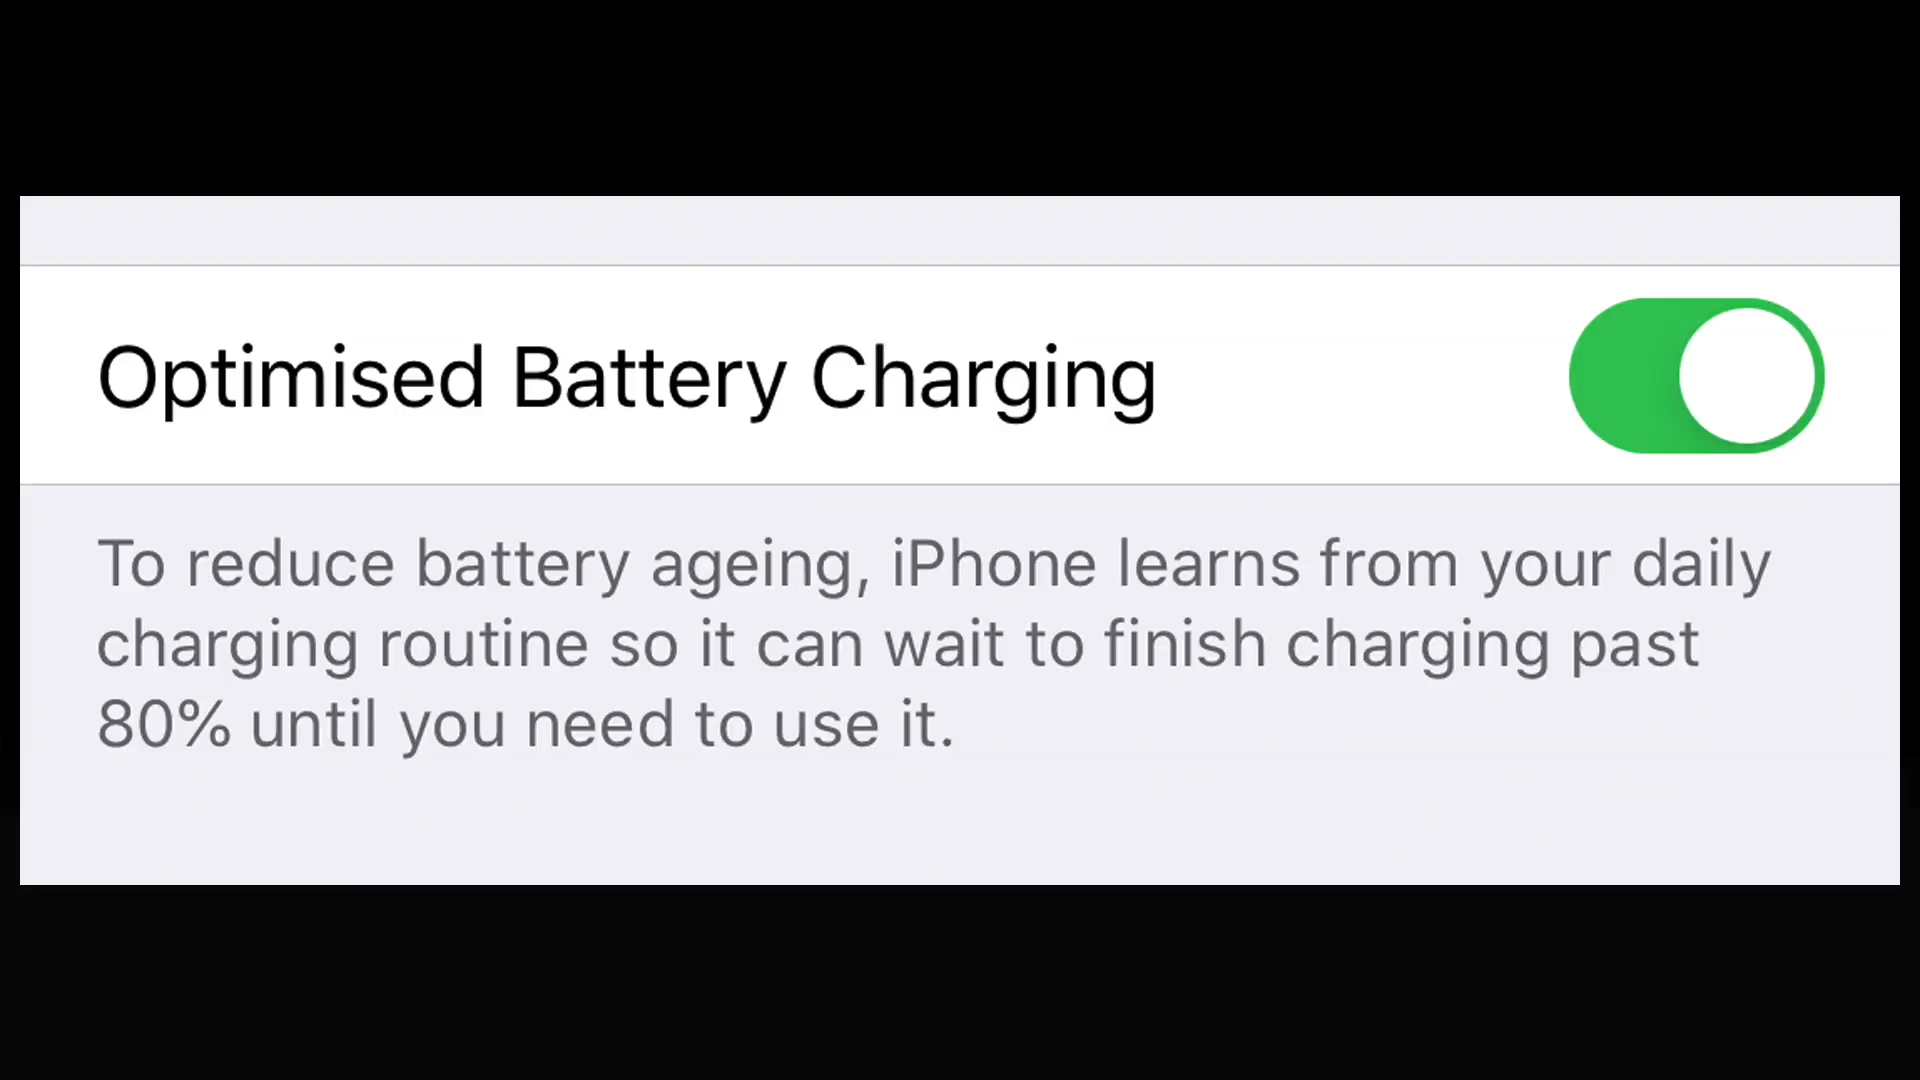 Optimised Battery Charging
To reduce battery ageing, iPhone learns from your daily
charging routine so it can wait to finish charging past
80% until you need to use it.